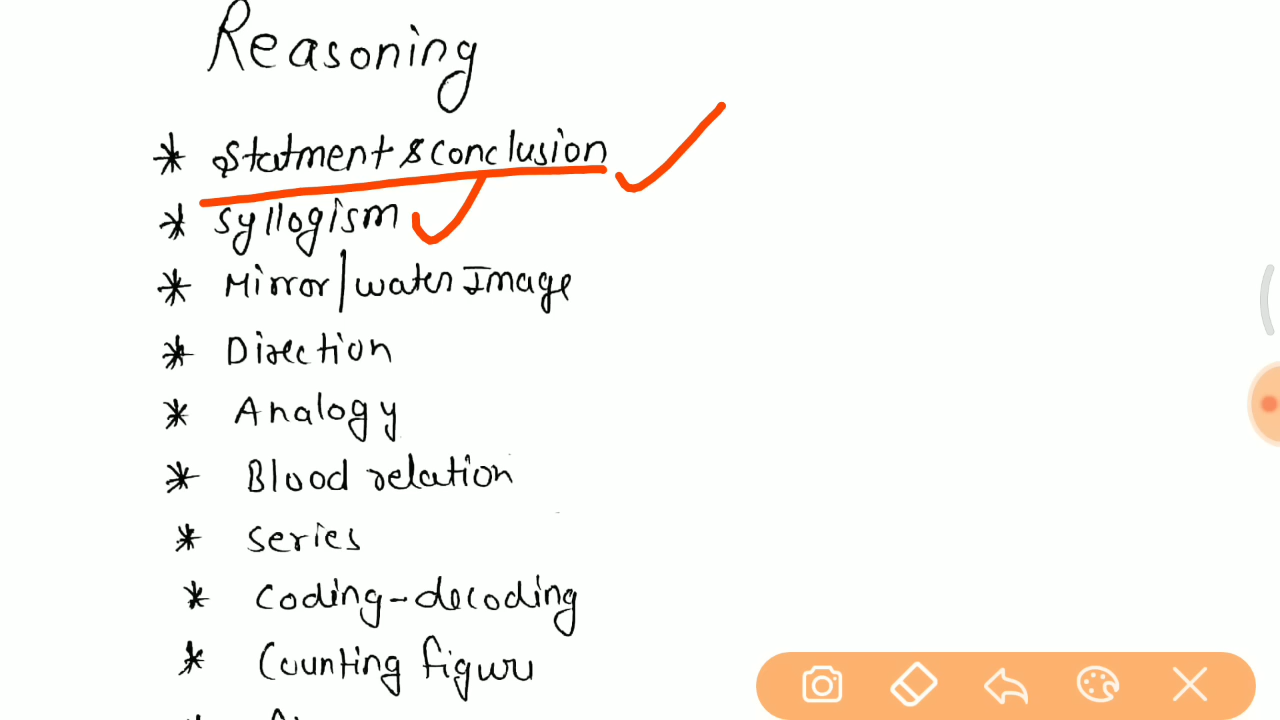 Reasoning
* Statment & conclusion
* Syllogism
* Mirror/water Image
* Direction
* Analogy
* Blood relation
* series
* coding-decoding
* Counting figure
*